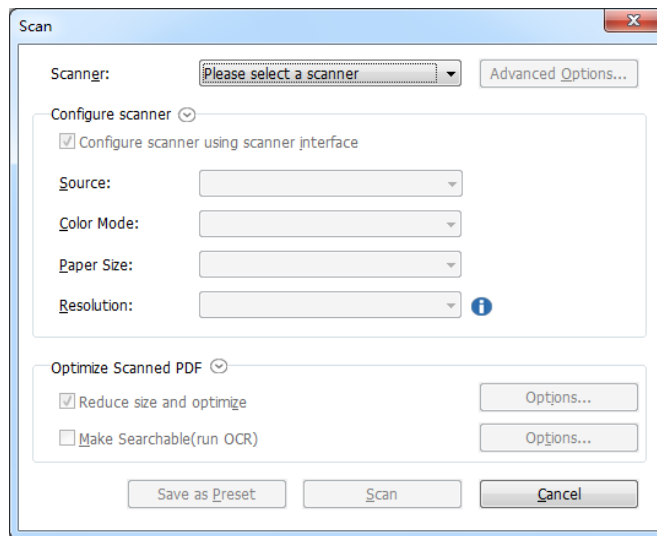 Scan
Scanner: Please select a scanner Advanced Options...
Configure scanner
Configure scanner using scanner interface
Source:
Color Mode:
Paper Size:
Resolution:
Optimize Scanned PDF
Reduce size and optimize Options...
Make Searchable(run OCR) Options...
Save as Preset Scan Cancel